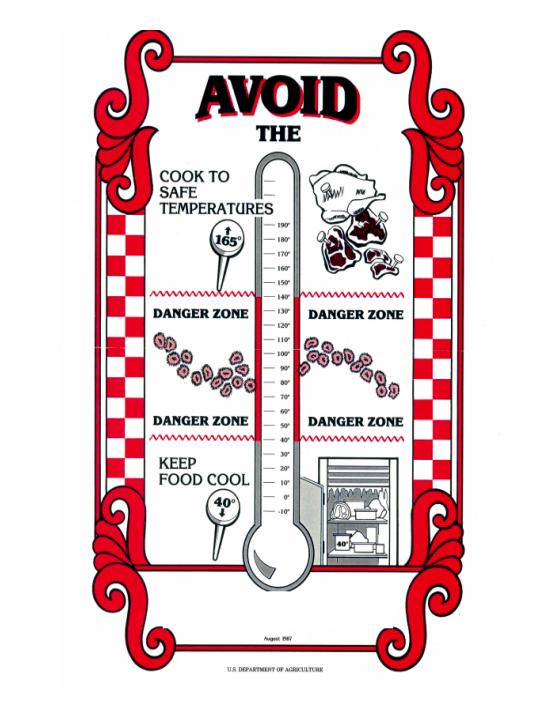 AVOID
THE
COOK TO
SAFE
TEMPERATURES
↑
165°
190°
180°
170°
160°
150°
140°
130°
120°
110°
100°
90°
80°
70°
60°
50°
40°
30°
20°
10°
0°
-10°
DANGER ZONE
DANGER ZONE
DANGER ZONE
DANGER ZONE
KEEP
FOOD COOL
40°
↓
40°
August 1987
U.S. DEPARTMENT OF AGRICULTURE